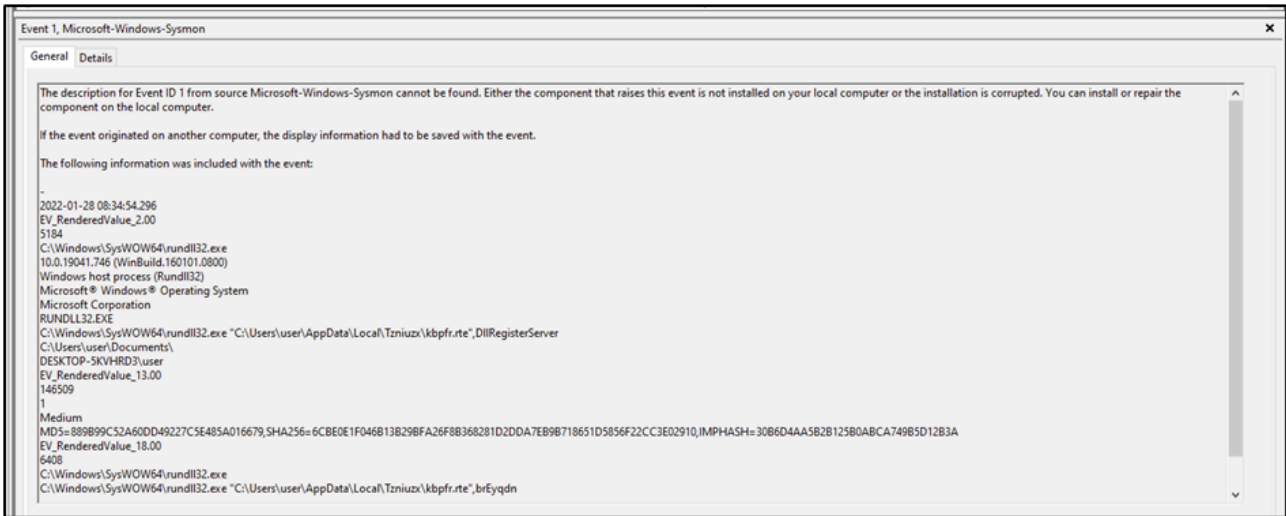 Event 1, Microsoft-Windows-Sysmon
General Details
The description for Event ID 1 from source Microsoft-Windows-Sysmon cannot be found. Either the component that raises this event is not installed on your local computer or the installation is corrupted. You can install or repair the
component on the local computer.
If the event originated on another computer, the display information had to be saved with the event.
The following information was included with the event:
-
2022-01-28 08:34:54.296
EV_RenderedValue_2.00
5184
C:\Windows\SysWOW64\rundll32.exe
10.0.19041.746 (WinBuild.160101.0800)
Windows host process (Rundll32)
Microsoft® Windows® Operating System
Microsoft Corporation
RUNDLL32.EXE
C:\Windows\SysWOW64\rundll32.exe "C:\Users\user\AppData\Local\Tzniuzx\kbpfr.rte",DllRegisterServer
C:\Users\user\Documents\
DESKTOP-5KVHRD3\user
EV_RenderedValue_13.00
146509
1
Medium
MD5=889B99C52A60DD49227C5E485A016679,SHA256=6CBE0E1F046B13B29BFA26F8B368281D2DDA7EB9B718651D5856F22CC3E02910,IMPHASH=30B6D4AA5B2B125B0ABCA749B5D12B3A
EV_RenderedValue_18.00
6408
C:\Windows\SysWOW64\rundll32.exe
C:\Windows\SysWOW64\rundll32.exe "C:\Users\user\AppData\Local\Tzniuzx\kbpfr.rte",brEyqdn